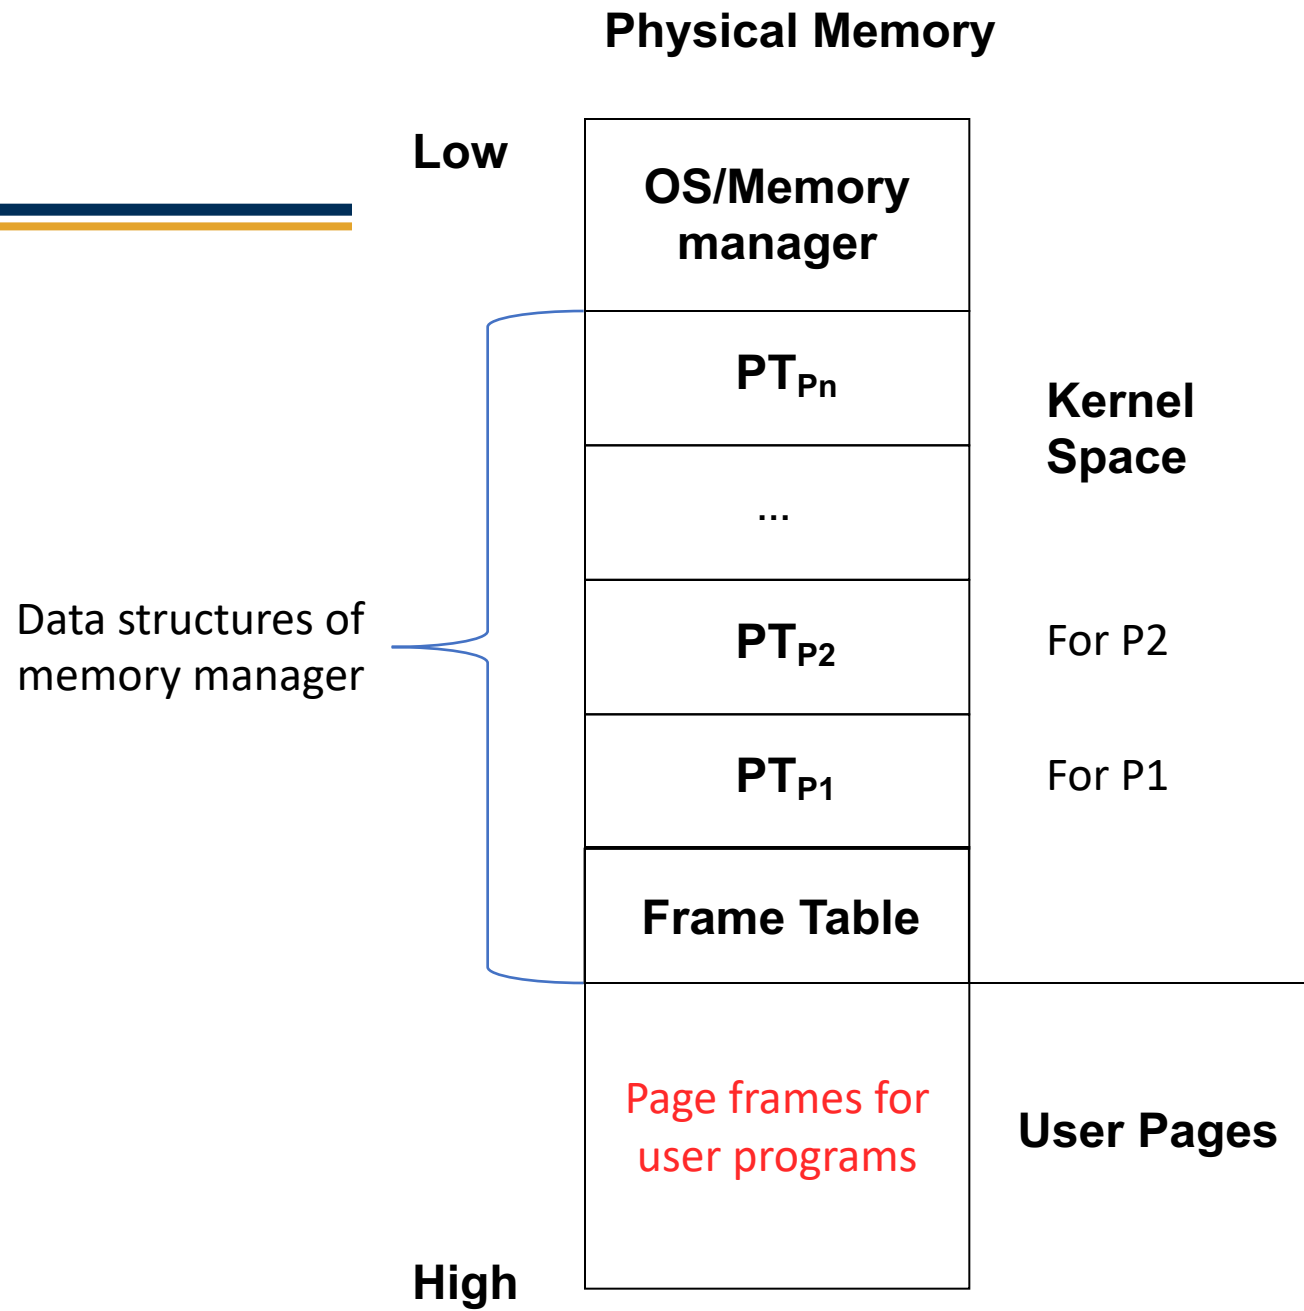 Physical Memory
Low
OS/Memory
manager
PTPn
Kernel
Space
...
Data structures of
memory manager
PTP2
For P2
PTP1
For P1
Frame Table
Page frames for
user programs
User Pages
High